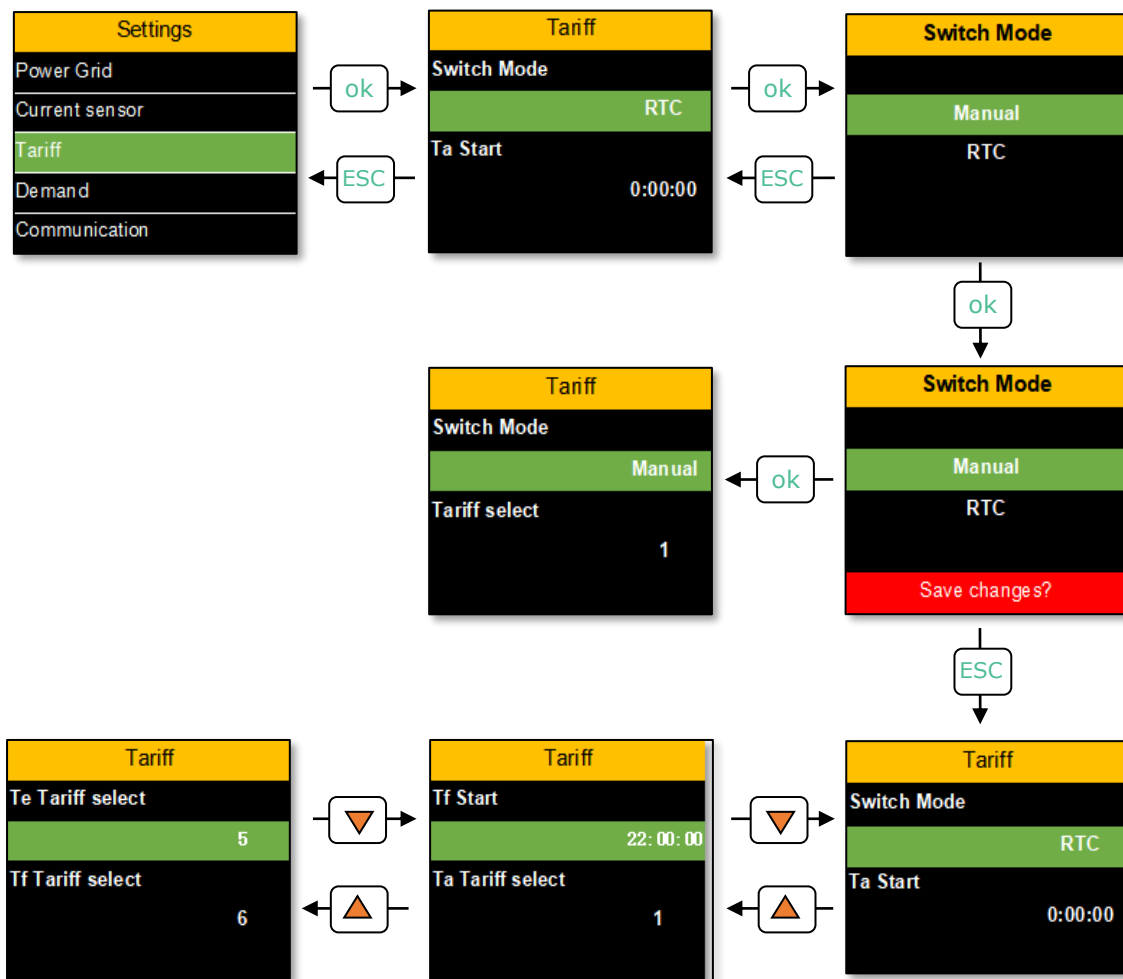 Settings
Power Grid
Current sensor
Tariff
Demand
Communication
ok
ESC
Tariff
Switch Mode
RTC
Ta Start
0:00:00
ok
ESC
Switch Mode
Manual
RTC
ok
Tariff
Switch Mode
Manual
Tariff select
1
ok
Switch Mode
Manual
RTC
Save changes?
ESC
Tariff
Te Tariff select
5
Tf Tariff select
6
Tariff
Tf Start
22:00:00
Ta Tariff select
1
Tariff
Switch Mode
RTC
Ta Start
0:00:00